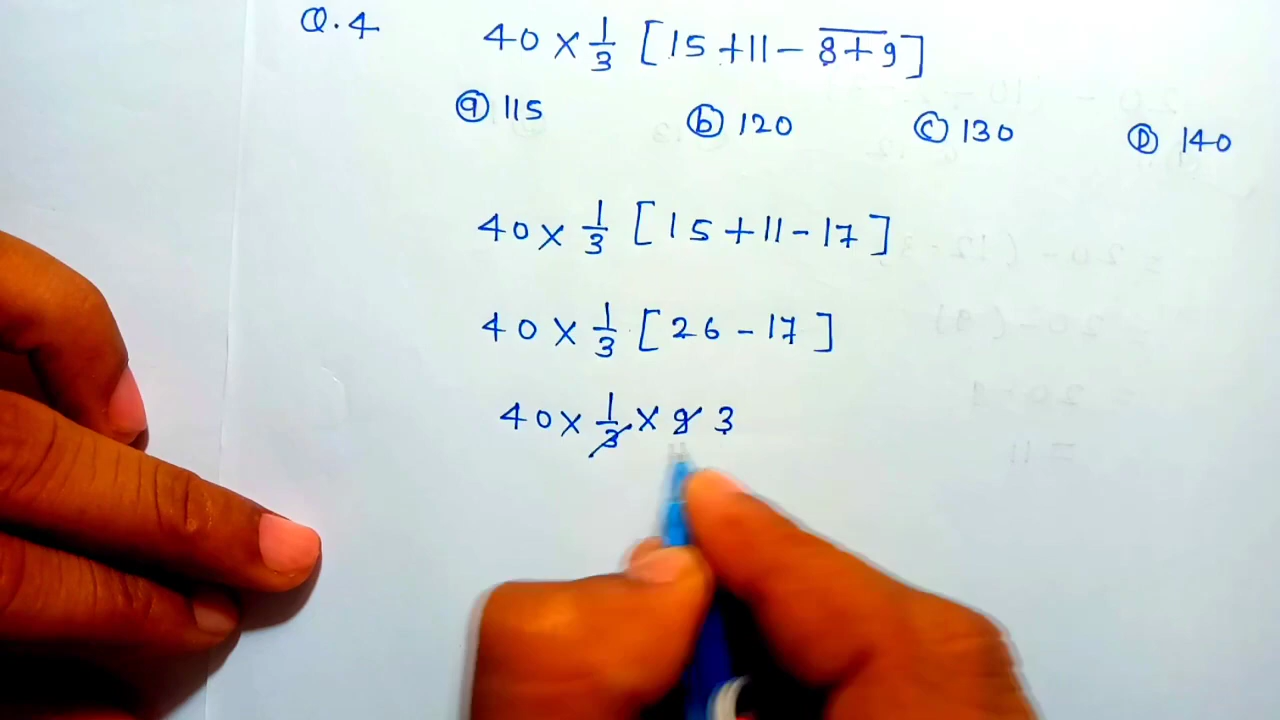 Q.4 40 × 1/3 [15 + 11 − 8̅ ̅+̅ ̅9̅]
(a) 115 (b) 120 (c) 130 (D) 140
40 × 1/3 [15 + 11 − 17]
40 × 1/3 [26 − 17]
40 × 1/3 × 9 3